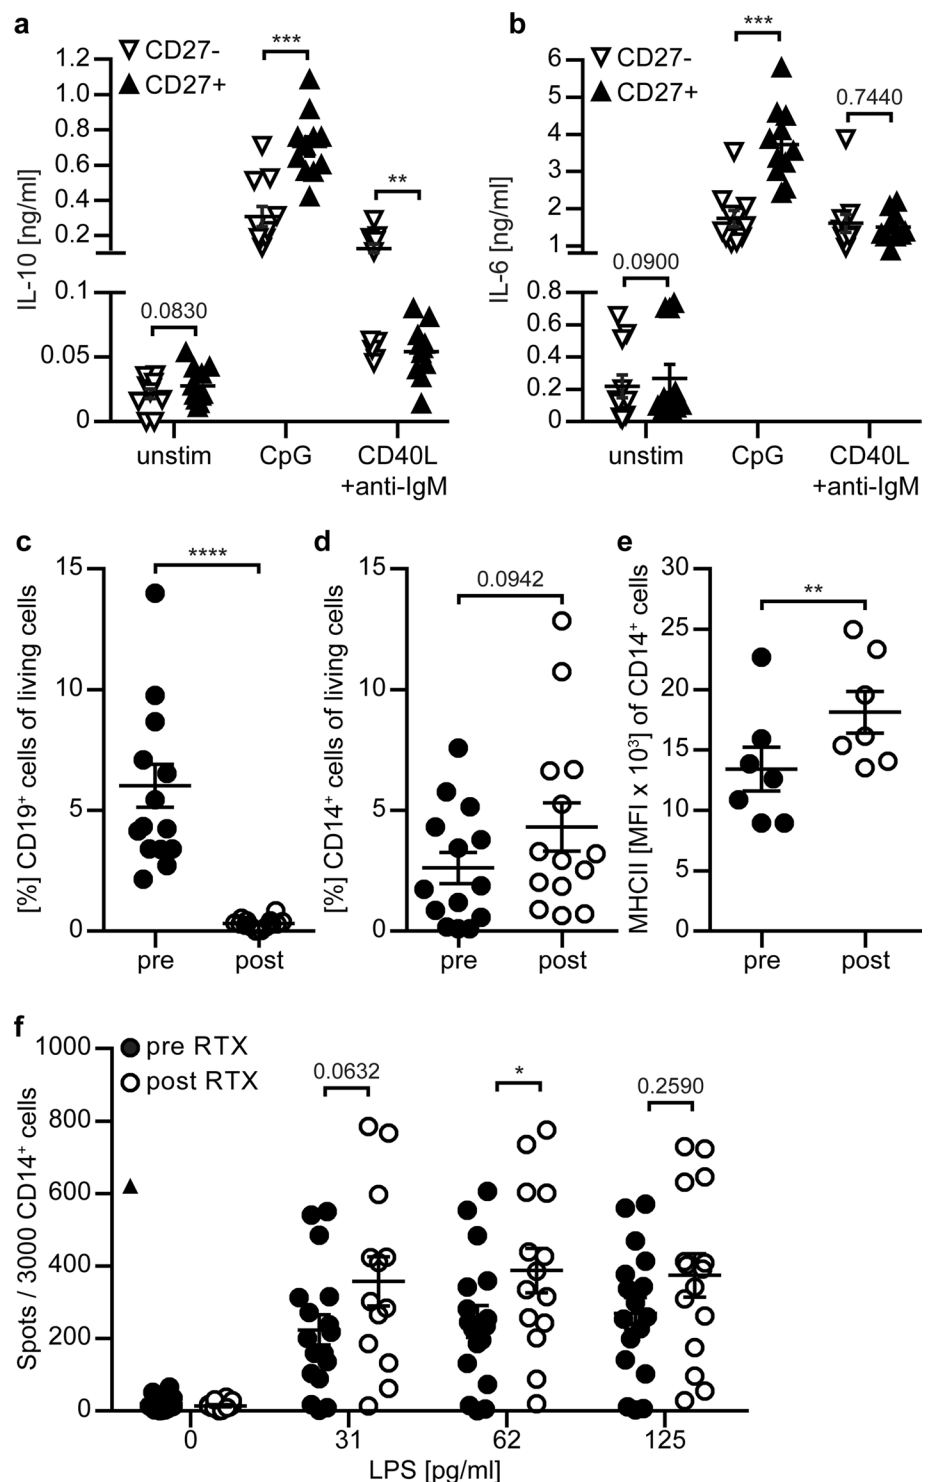 a
CD27-
CD27+
***
**
0.0830
IL-10 [ng/ml]
1.2
1.0
0.8
0.6
0.4
0.2
0.1
0.05
0
unstim
CpG
CD40L
+anti-IgM
b
CD27-
CD27+
***
0.7440
0.0900
IL-6 [ng/ml]
6
5
4
3
2
1
0.8
0.6
0.4
0.2
0
unstim
CpG
CD40L
+anti-IgM
c
****
[%] CD19⁺ cells of living cells
15
10
5
0
pre
post
d
0.0942
[%] CD14⁺ cells of living cells
15
10
5
0
pre
post
e
**
MHCII [MFI x 10³] of CD14⁺ cells
30
25
20
15
10
5
0
pre
post
f
pre RTX
post RTX
0.0632
*
0.2590
Spots / 3000 CD14⁺ cells
1000
800
600
400
200
0
0
31
62
125
LPS [pg/ml]